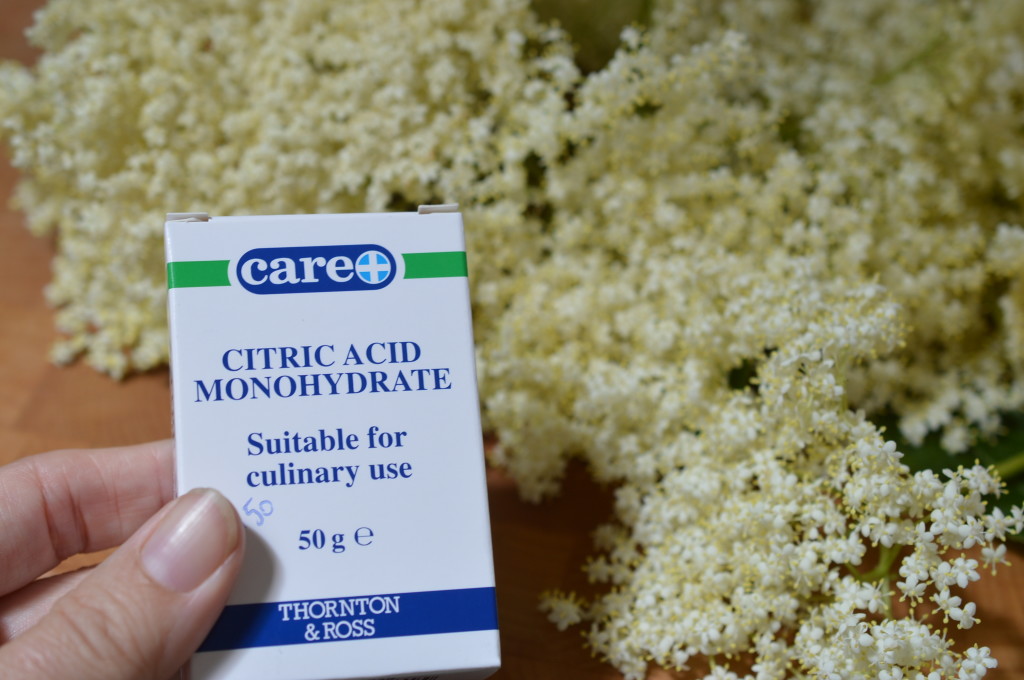 care
CITRIC ACID
MONOHYDRATE
Suitable for
culinary use
50
50 g ℮
THORNTON
& ROSS